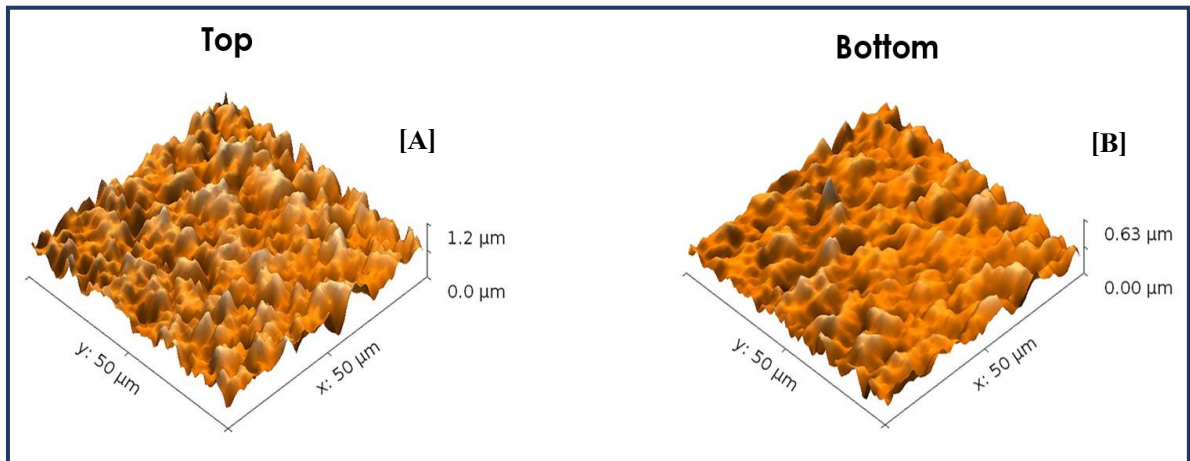 Top
[A]
1.2 µm
0.0 µm
y: 50 µm
x: 50 µm
Bottom
[B]
0.63 µm
0.00 µm
y: 50 µm
x: 50 µm